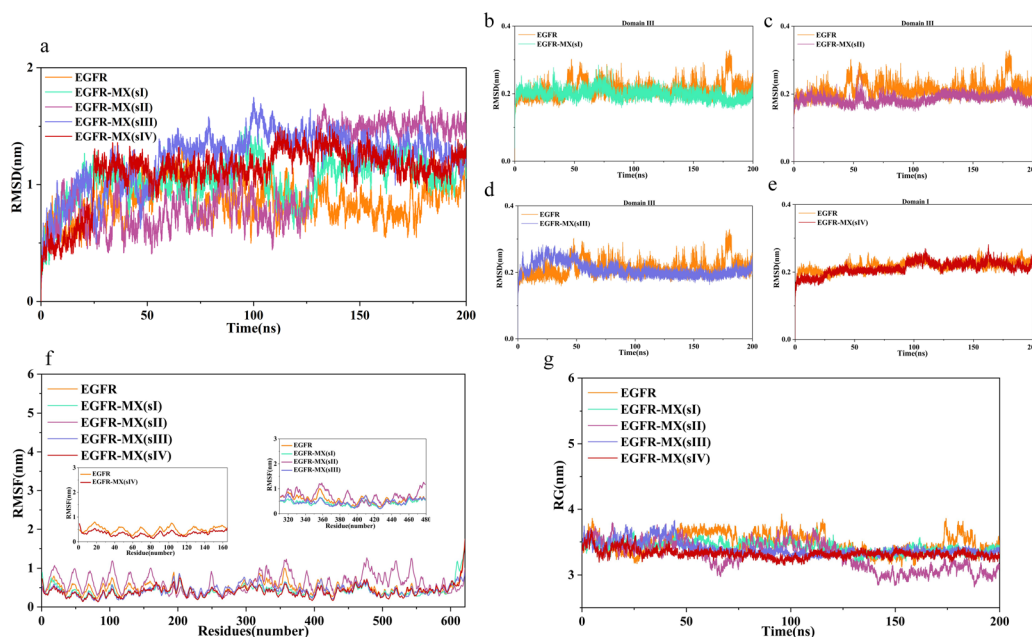 a
2
1
0
RMSD(nm)
EGFR
EGFR-MX(sI)
EGFR-MX(sII)
EGFR-MX(sIII)
EGFR-MX(sIV)
0 50 100 150 200
Time(ns)
b
Domain III
0.4
0.2
0.0
RMSD(nm)
EGFR
EGFR-MX(sI)
0 50 100 150 200
Time(ns)
c
Domain III
0.4
0.2
0.0
RMSD(nm)
EGFR
EGFR-MX(sII)
0 50 100 150 200
Time(ns)
d
Domain III
0.4
0.2
0.0
RMSD(nm)
EGFR
EGFR-MX(sIII)
0 50 100 150 200
Time(ns)
e
Domain I
0.4
0.2
0.0
RMSD(nm)
EGFR
EGFR-MX(sIV)
0 50 100 150 200
Time(ns)
f
6
5
4
3
2
1
0
RMSF(nm)
EGFR
EGFR-MX(sI)
EGFR-MX(sII)
EGFR-MX(sIII)
EGFR-MX(sIV)
3
2
1
0
RMSF(nm)
EGFR
EGFR-MX(sIV)
0 20 40 60 80 100 120 140 160
Residue(number)
3
2
1
0
RMSF(nm)
EGFR
EGFR-MX(sI)
EGFR-MX(sII)
EGFR-MX(sIII)
320 340 360 380 400 420 440 460 480
Residue(number)
0 100 200 300 400 500 600
Residues(number)
g
6
5
4
3
RG(nm)
EGFR
EGFR-MX(sI)
EGFR-MX(sII)
EGFR-MX(sIII)
EGFR-MX(sIV)
0 50 100 150 200
Time(ns)